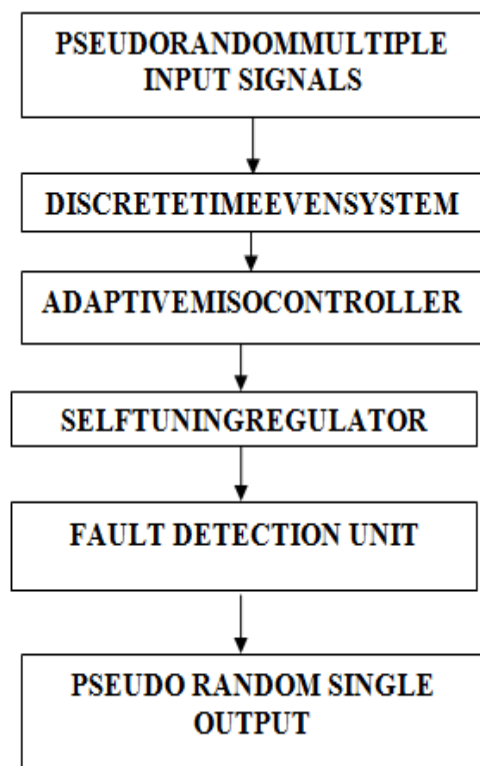 PSEUDORANDOMMULTIPLE
INPUT SIGNALS
DISCRETETIMEEVENSYSTEM
ADAPTIVEMISOCONTROLLER
SELFTUNINGREGULATOR
FAULT DETECTION UNIT
PSEUDO RANDOM SINGLE
OUTPUT